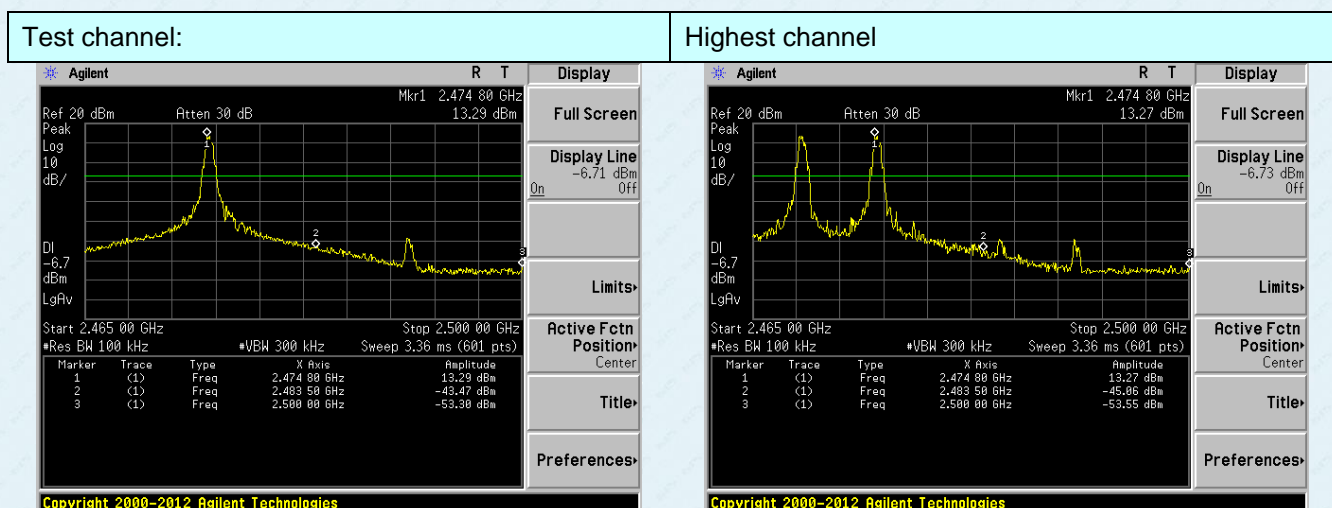 Test channel: Highest channel
Agilent R T Display
Mkr1 2.474 80 GHz
Ref 20 dBm Atten 30 dB 13.29 dBm Full Screen
Peak
Log
10
dB/
1
Display Line
-6.71 dBm
On Off
2
3
DI
-6.7
dBm
LgAv
Limits
Start 2.465 00 GHz Stop 2.500 00 GHz
#Res BW 100 kHz #VBW 300 kHz Sweep 3.36 ms (601 pts)
Active Fctn
Position
Center
Marker Trace Type X Axis Amplitude
1 (1) Freq 2.474 80 GHz 13.29 dBm
2 (1) Freq 2.483 50 GHz -43.47 dBm
3 (1) Freq 2.500 00 GHz -53.30 dBm
Title
Preferences
Copyright 2000-2012 Agilent Technologies
Agilent R T Display
Mkr1 2.474 80 GHz
Ref 20 dBm Atten 30 dB 13.27 dBm Full Screen
Peak
Log
10
dB/
1
Display Line
-6.73 dBm
On Off
2
3
DI
-6.7
dBm
LgAv
Limits
Start 2.465 00 GHz Stop 2.500 00 GHz
#Res BW 100 kHz #VBW 300 kHz Sweep 3.36 ms (601 pts)
Active Fctn
Position
Center
Marker Trace Type X Axis Amplitude
1 (1) Freq 2.474 80 GHz 13.27 dBm
2 (1) Freq 2.483 50 GHz -45.06 dBm
3 (1) Freq 2.500 00 GHz -53.55 dBm
Title
Preferences
Copyright 2000-2012 Agilent Technologies